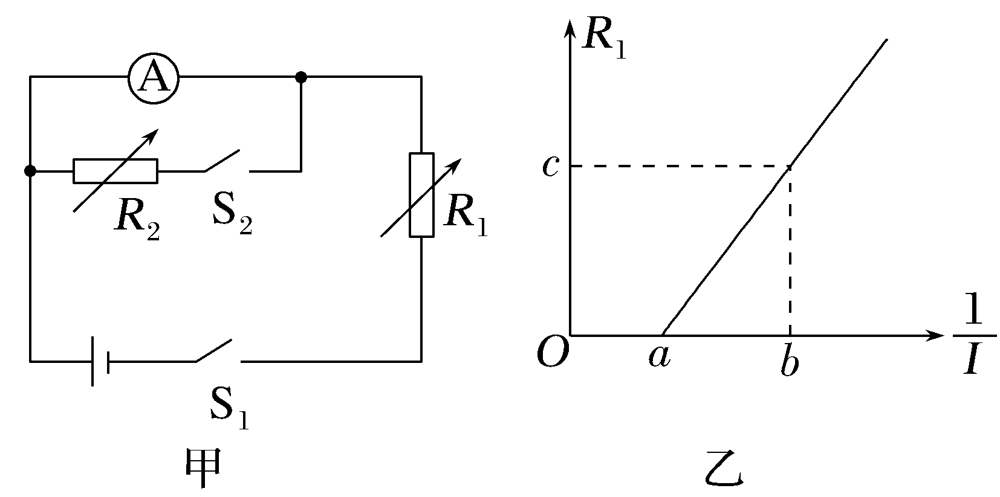 A
R₂
S₂
R₁
S₁
甲
R₁
c
O
a
b
1/I
乙